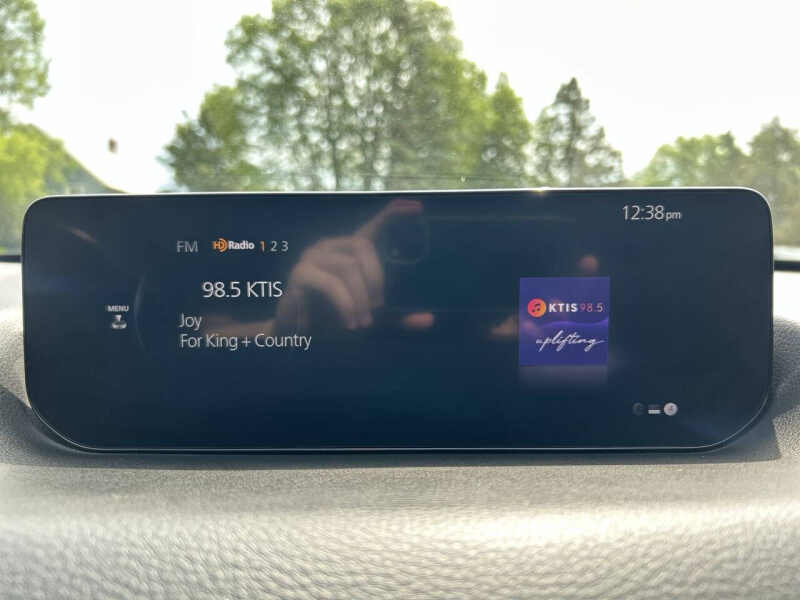 12:38pm
FM HD Radio 1 2 3
98.5 KTIS
MENU
Joy
For King + Country
KTIS 98.5
uplifting